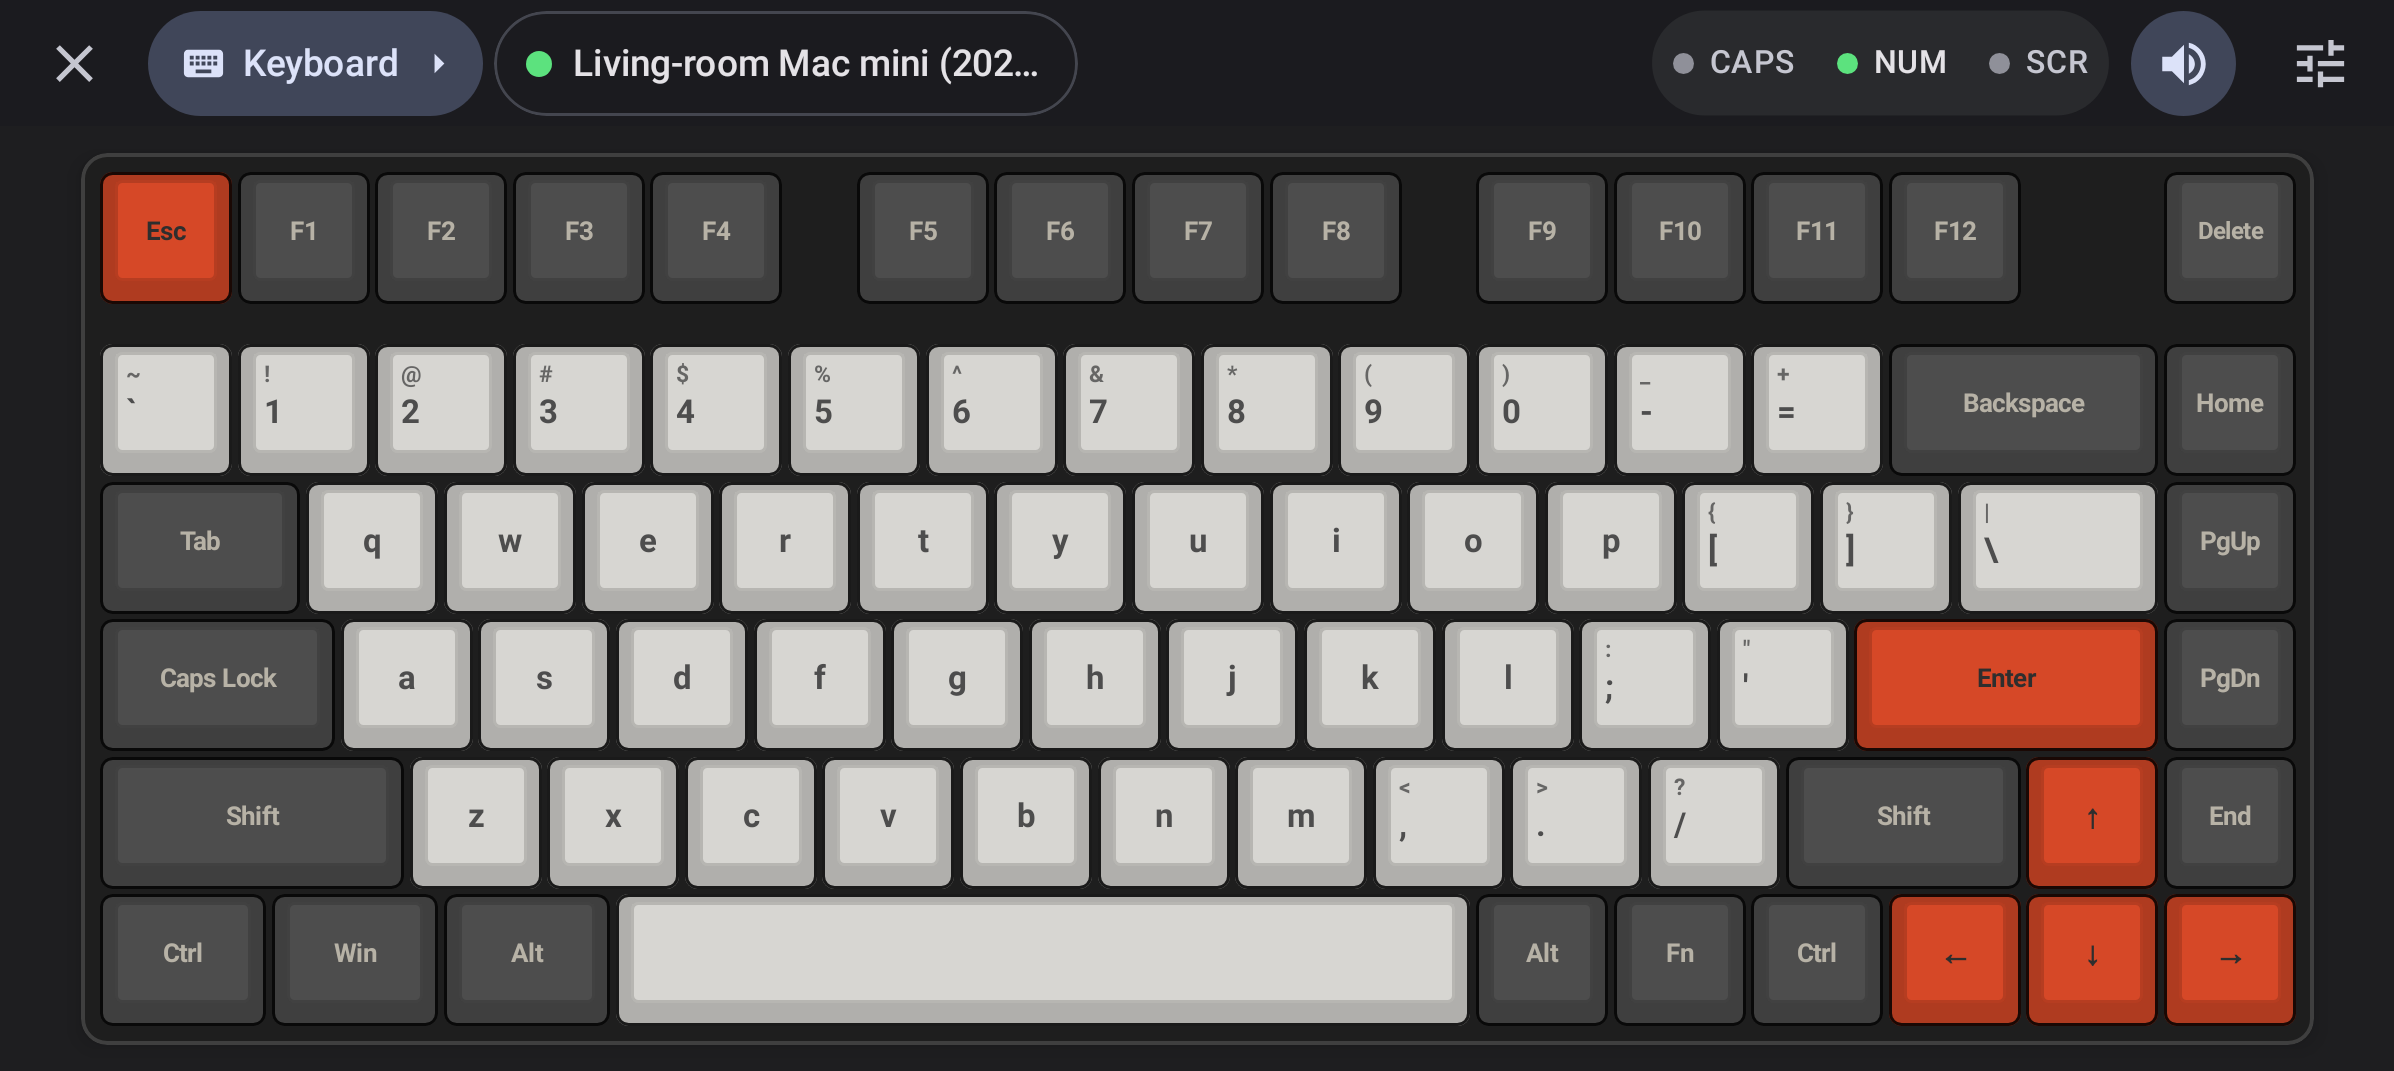 Keyboard
Living-room Mac mini (202...
CAPS NUM SCR
Esc F1 F2 F3 F4 F5 F6 F7 F8 F9 F10 F11 F12 Delete
~ ! @ # $ % ^ & * ( ) _ +
` 1 2 3 4 5 6 7 8 9 0 - = Backspace Home
{ } |
Tab q w e r t y u i o p [ ] \ PgUp
: "
Caps Lock a s d f g h j k l ; ' Enter PgDn
< > ?
Shift z x c v b n m , . / Shift ↑ End
Ctrl Win Alt Alt Fn Ctrl ← ↓ →